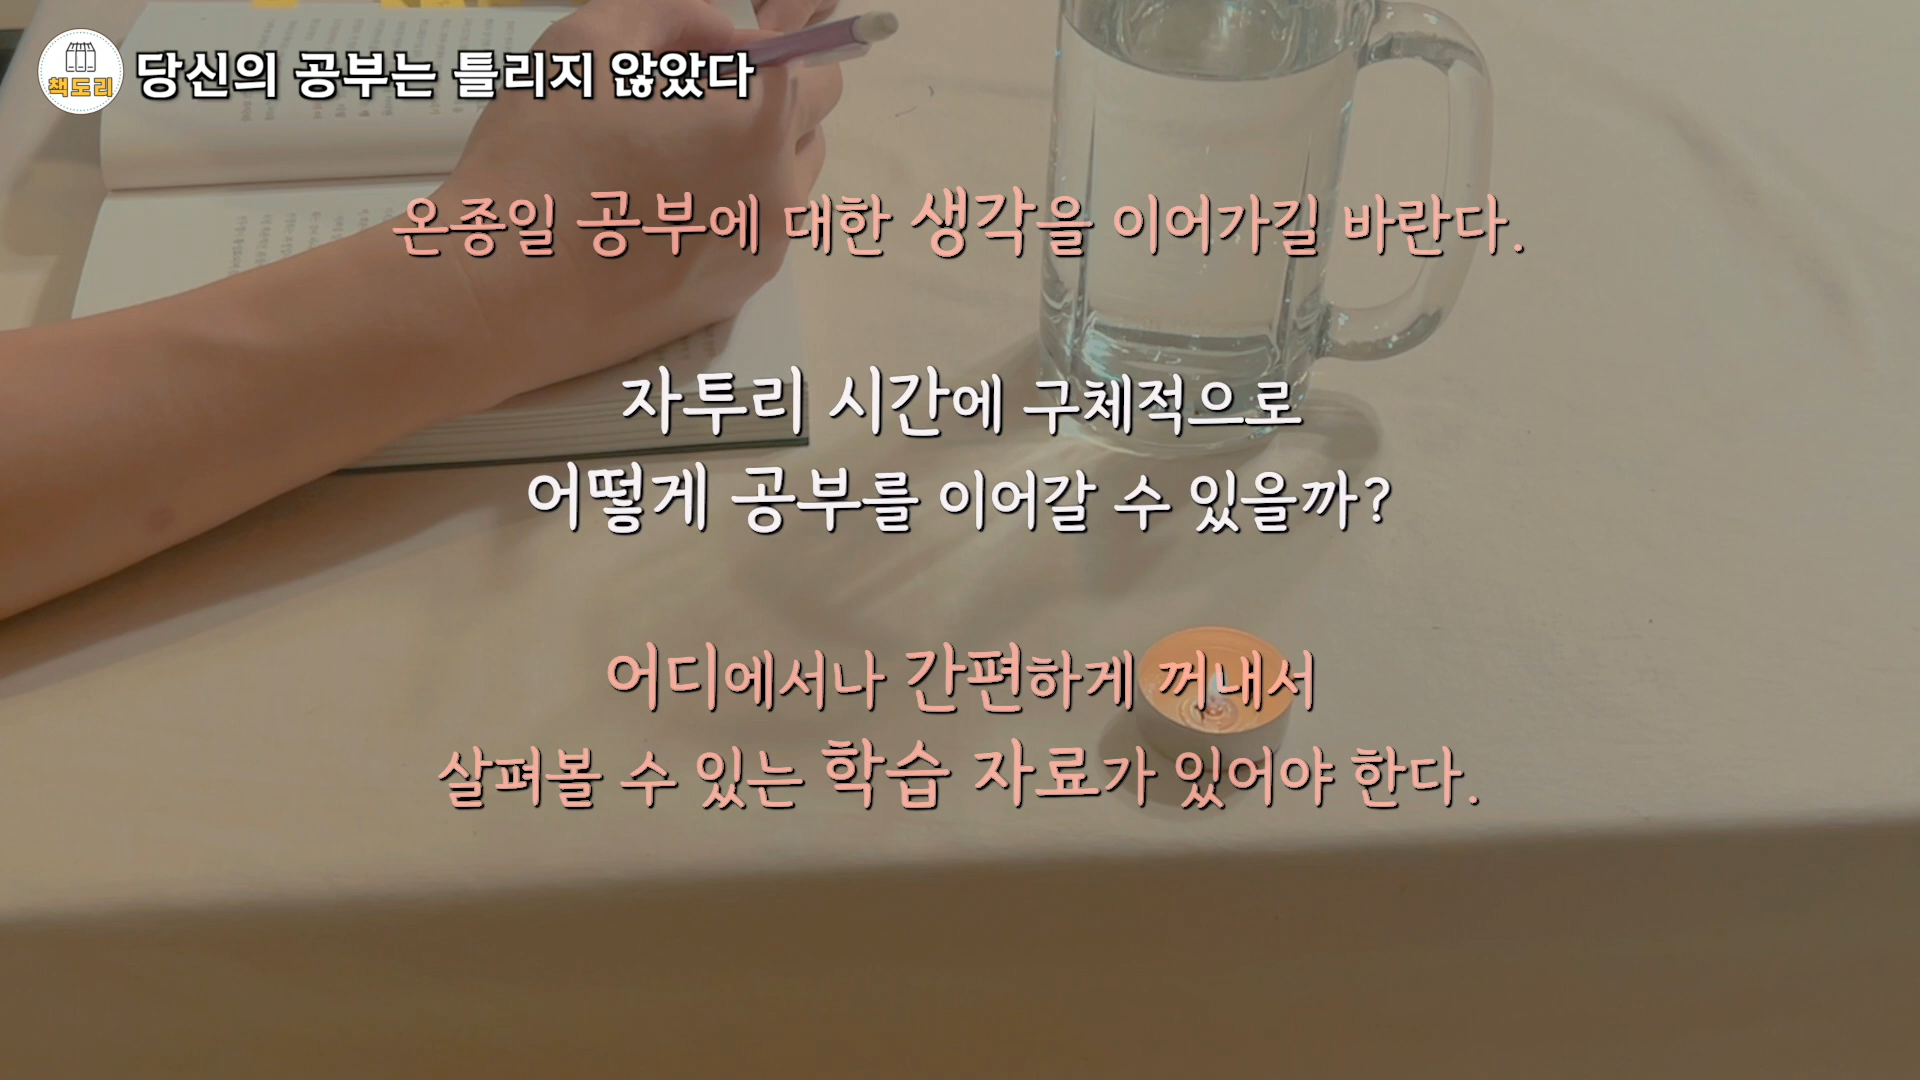 책도리
당신의 공부는 틀리지 않았다
온종일 공부에 대한 생각을 이어가길 바란다.
자투리 시간에 구체적으로
어떻게 공부를 이어갈 수 있을까?
어디에서나 간편하게 꺼내서
살펴볼 수 있는 학습 자료가 있어야 한다.